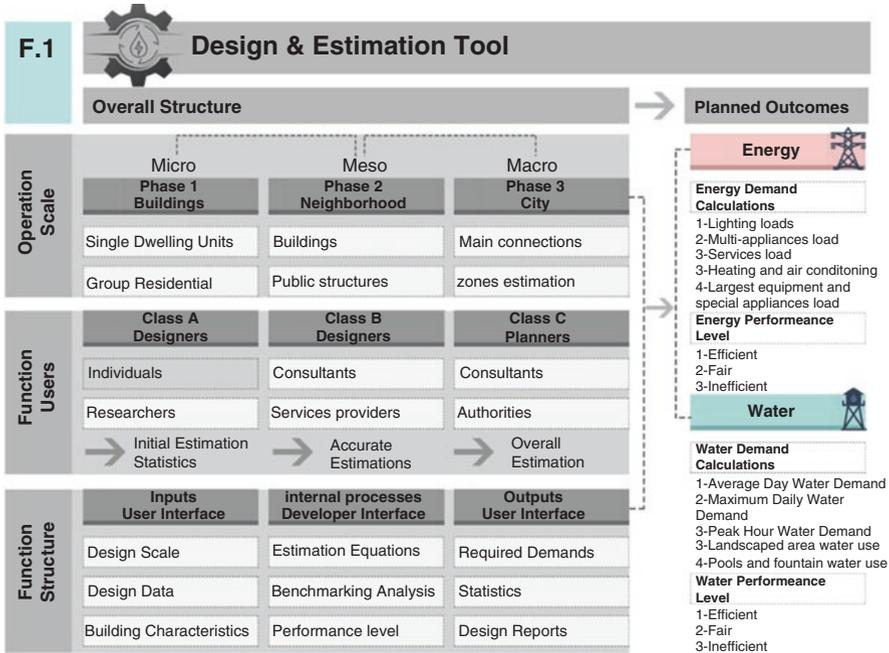 F.1
Design & Estimation Tool
Overall Structure
Planned Outcomes
Operation
Scale
Micro
Meso
Macro
Phase 1
Buildings
Phase 2
Neighborhood
Phase 3
City
Single Dwelling Units
Buildings
Main connections
Group Residential
Public structures
zones estimation
Function
Users
Class A
Designers
Class B
Designers
Class C
Planners
Individuals
Consultants
Consultants
Researchers
Services providers
Authorities
Initial Estimation
Statistics
Accurate
Estimations
Overall
Estimation
Function
Structure
Inputs
User Interface
internal processes
Developer Interface
Outputs
User Interface
Design Scale
Estimation Equations
Required Demands
Design Data
Benchmarking Analysis
Statistics
Building Characteristics
Performance level
Design Reports
Energy
Energy Demand
Calculations
1-Lighting loads
2-Multi-appliances load
3-Services load
3-Heating and air conditoning
4-Largest equipment and
special appliances load
Energy Performeance
Level
1-Efficient
2-Fair
3-Inefficient
Water
Water Demand
Calculations
1-Average Day Water Demand
2-Maximum Daily Water
Demand
3-Peak Hour Water Demand
3-Landscaped area water use
4-Pools and fountain water use
Water Performeance
Level
1-Efficient
2-Fair
3-Inefficient